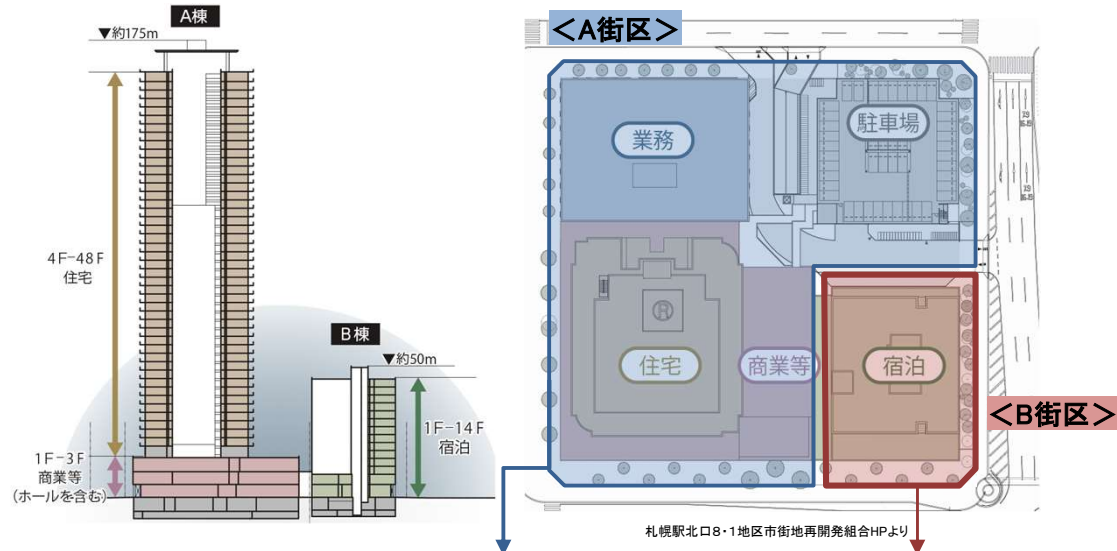 A棟
▼約175m
4F-48F
住宅
1F-3F
商業等
(ホールを含む)
B棟
▼約50m
1F-14F
宿泊
<A街区>
業務
駐車場
住宅
商業等
宿泊
<B街区>
R
札幌駅北口8・1地区市街地再開発組合HPより